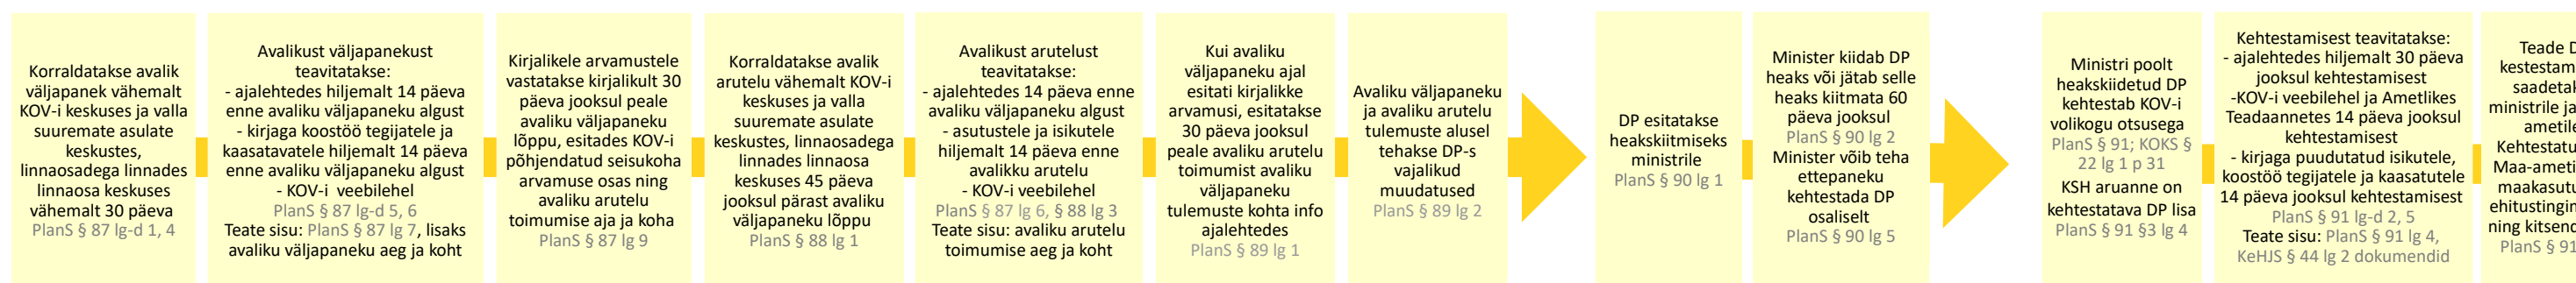 Korraldatakse avalik
väljapanek vähemalt
KOV-i keskuses ja valla
suuremate asulate
keskustes,
linnaosadega linnades
linnaosa keskuses
vähemalt 30 päeva
PlanS § 87 lg-d 1, 4
Avalikust väljapanekust
teavitatakse:
- ajalehtedes hiljemalt 14 päeva
enne avaliku väljapaneku algust
- kirjaga koostöö tegijatele ja
kaasatavatele hiljemalt 14 päeva
enne avaliku väljapaneku algust
- KOV-i veebilehel
PlanS § 87 lg-d 5, 6
Teate sisu: PlanS § 87 lg 7, lisaks
avaliku väljapaneku aeg ja koht
Kirjalikele arvamustele
vastatakse kirjalikult 30
päeva jooksul peale
avaliku väljapaneku
lõppu, esitades KOV-i
põhjendatud seisukoha
arvamuse osas ning
avaliku arutelu
toimumise aja ja koha
PlanS § 87 lg 9
Korraldatakse avalik
arutelu vähemalt KOV-i
keskuses ja valla
suuremate asulate
keskustes, linnaosadega
linnades linnaosa
keskuses 45 päeva
jooksul pärast avaliku
väljapaneku lõppu
PlanS § 88 lg 1
Avalikust arutelust
teavitatakse:
- ajalehtedes 14 päeva enne
avaliku väljapaneku algust
- asutustele ja isikutele
hiljemalt 14 päeva enne
avalikku arutelu
- KOV-i veebilehel
PlanS § 87 lg 6, § 88 lg 3
Teate sisu: avaliku arutelu
toimumise aeg ja koht
Kui avaliku
väljapaneku ajal
esitati kirjalikke
arvamusi, esitatakse
30 päeva jooksul
peale avaliku arutelu
toimumist avaliku
väljapaneku
tulemuste kohta info
ajalehtedes
PlanS § 89 lg 1
Avaliku väljapaneku
ja avaliku arutelu
tulemuste alusel
tehakse DP-s
vajalikud
muudatused
PlanS § 89 lg 2
DP esitatakse
heakskiitmiseks
ministrile
PlanS § 90 lg 1
Minister kiidab DP
heaks või jätab selle
heaks kiitmata 60
päeva jooksul
PlanS § 90 lg 2
Minister võib teha
ettepaneku
kehtestada DP
osaliselt
PlanS § 90 lg 5
Ministri poolt
heakskiidetud DP
kehtestab KOV-i
volikogu otsusega
PlanS § 91; KOKS §
22 lg 1 p 31
KSH aruanne on
kehtestatava DP lisa
PlanS § 91 §3 lg 4
Kehtestamisest teavitatakse:
- ajalehtedes hiljemalt 30 päeva
jooksul kehtestamisest
-KOV-i veebilehel ja Ametlikes
Teadaannetes 14 päeva jooksul
kehtestamisest
- kirjaga puudutatud isikutele,
koostöö tegijatele ja kaasatutele
14 päeva jooksul kehtestamisest
PlanS § 91 lg-d 2, 5
Teate sisu: PlanS § 91 lg 4,
KeHJS § 44 lg 2 dokumendid
Teade
ministrile
PlanS § 91